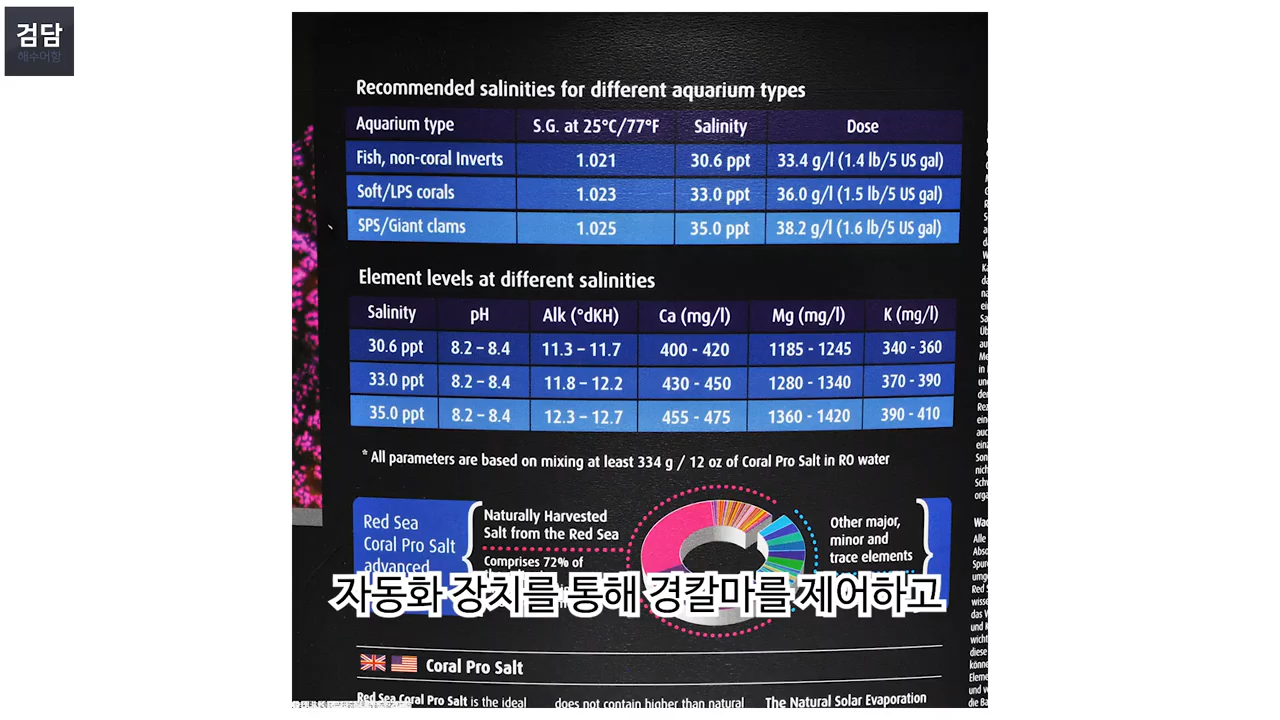 검담
해수어항
Recommended salinities for different aquarium types
Aquarium type S.G. at 25°C/77°F Salinity Dose
Fish, non-coral Inverts 1.021 30.6 ppt 33.4 g/l (1.4 lb/5 US gal)
Soft/LPS corals 1.023 33.0 ppt 36.0 g/l (1.5 lb/5 US gal)
SPS/Giant clams 1.025 35.0 ppt 38.2 g/l (1.6 lb/5 US gal)
Element levels at different salinities
Salinity pH Alk (°dKH) Ca (mg/l) Mg (mg/l) K (mg/l)
30.6 ppt 8.2 – 8.4 11.3 – 11.7 400 - 420 1185 - 1245 340 - 360
33.0 ppt 8.2 – 8.4 11.8 – 12.2 430 - 450 1280 - 1340 370 - 390
35.0 ppt 8.2 – 8.4 12.3 – 12.7 455 - 475 1360 - 1420 390 - 410
* All parameters are based on mixing at least 334 g / 12 oz of Coral Pro Salt in RO water
Red Sea
Coral Pro Salt
advanced
Naturally Harvested
Salt from the Red Sea
Comprises 72% of
Other major,
minor and
trace elements
자동화 장치를 통해 경칼마를 제어하고
Coral Pro Salt
Red Sea Coral Pro Salt is the ideal
does not contain higher than natural
The Natural Solar Evaporation